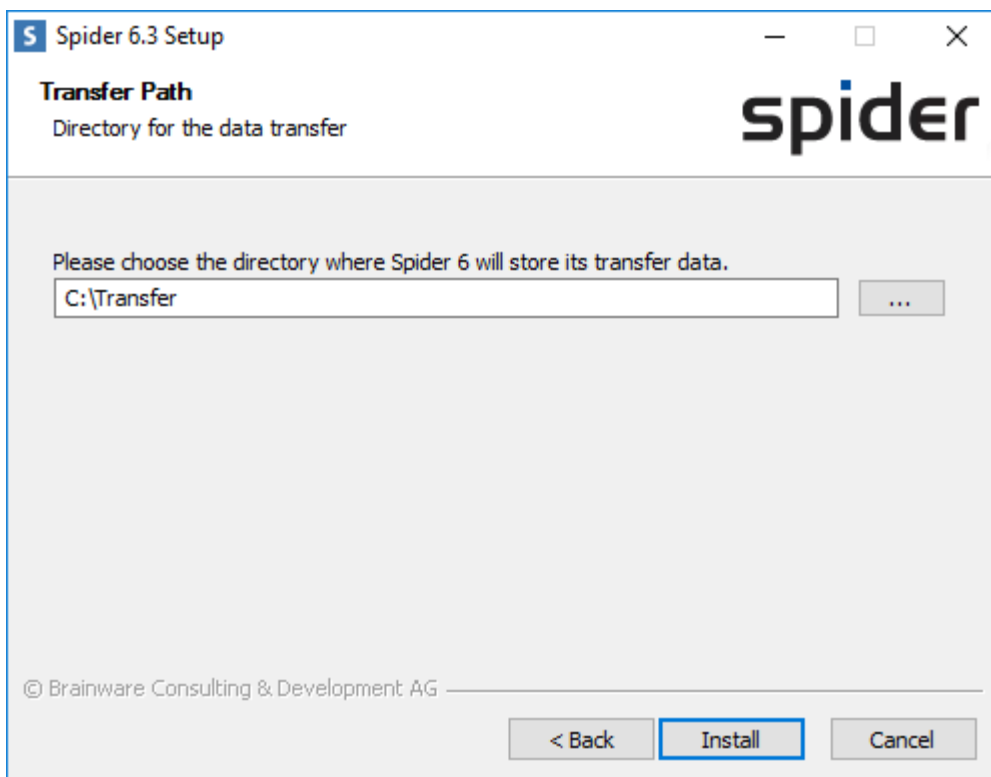 S Spider 6.3 Setup
Transfer Path
Directory for the data transfer
spider
Please choose the directory where Spider 6 will store its transfer data.
C:\Transfer
...
© Brainware Consulting & Development AG
< Back
Install
Cancel